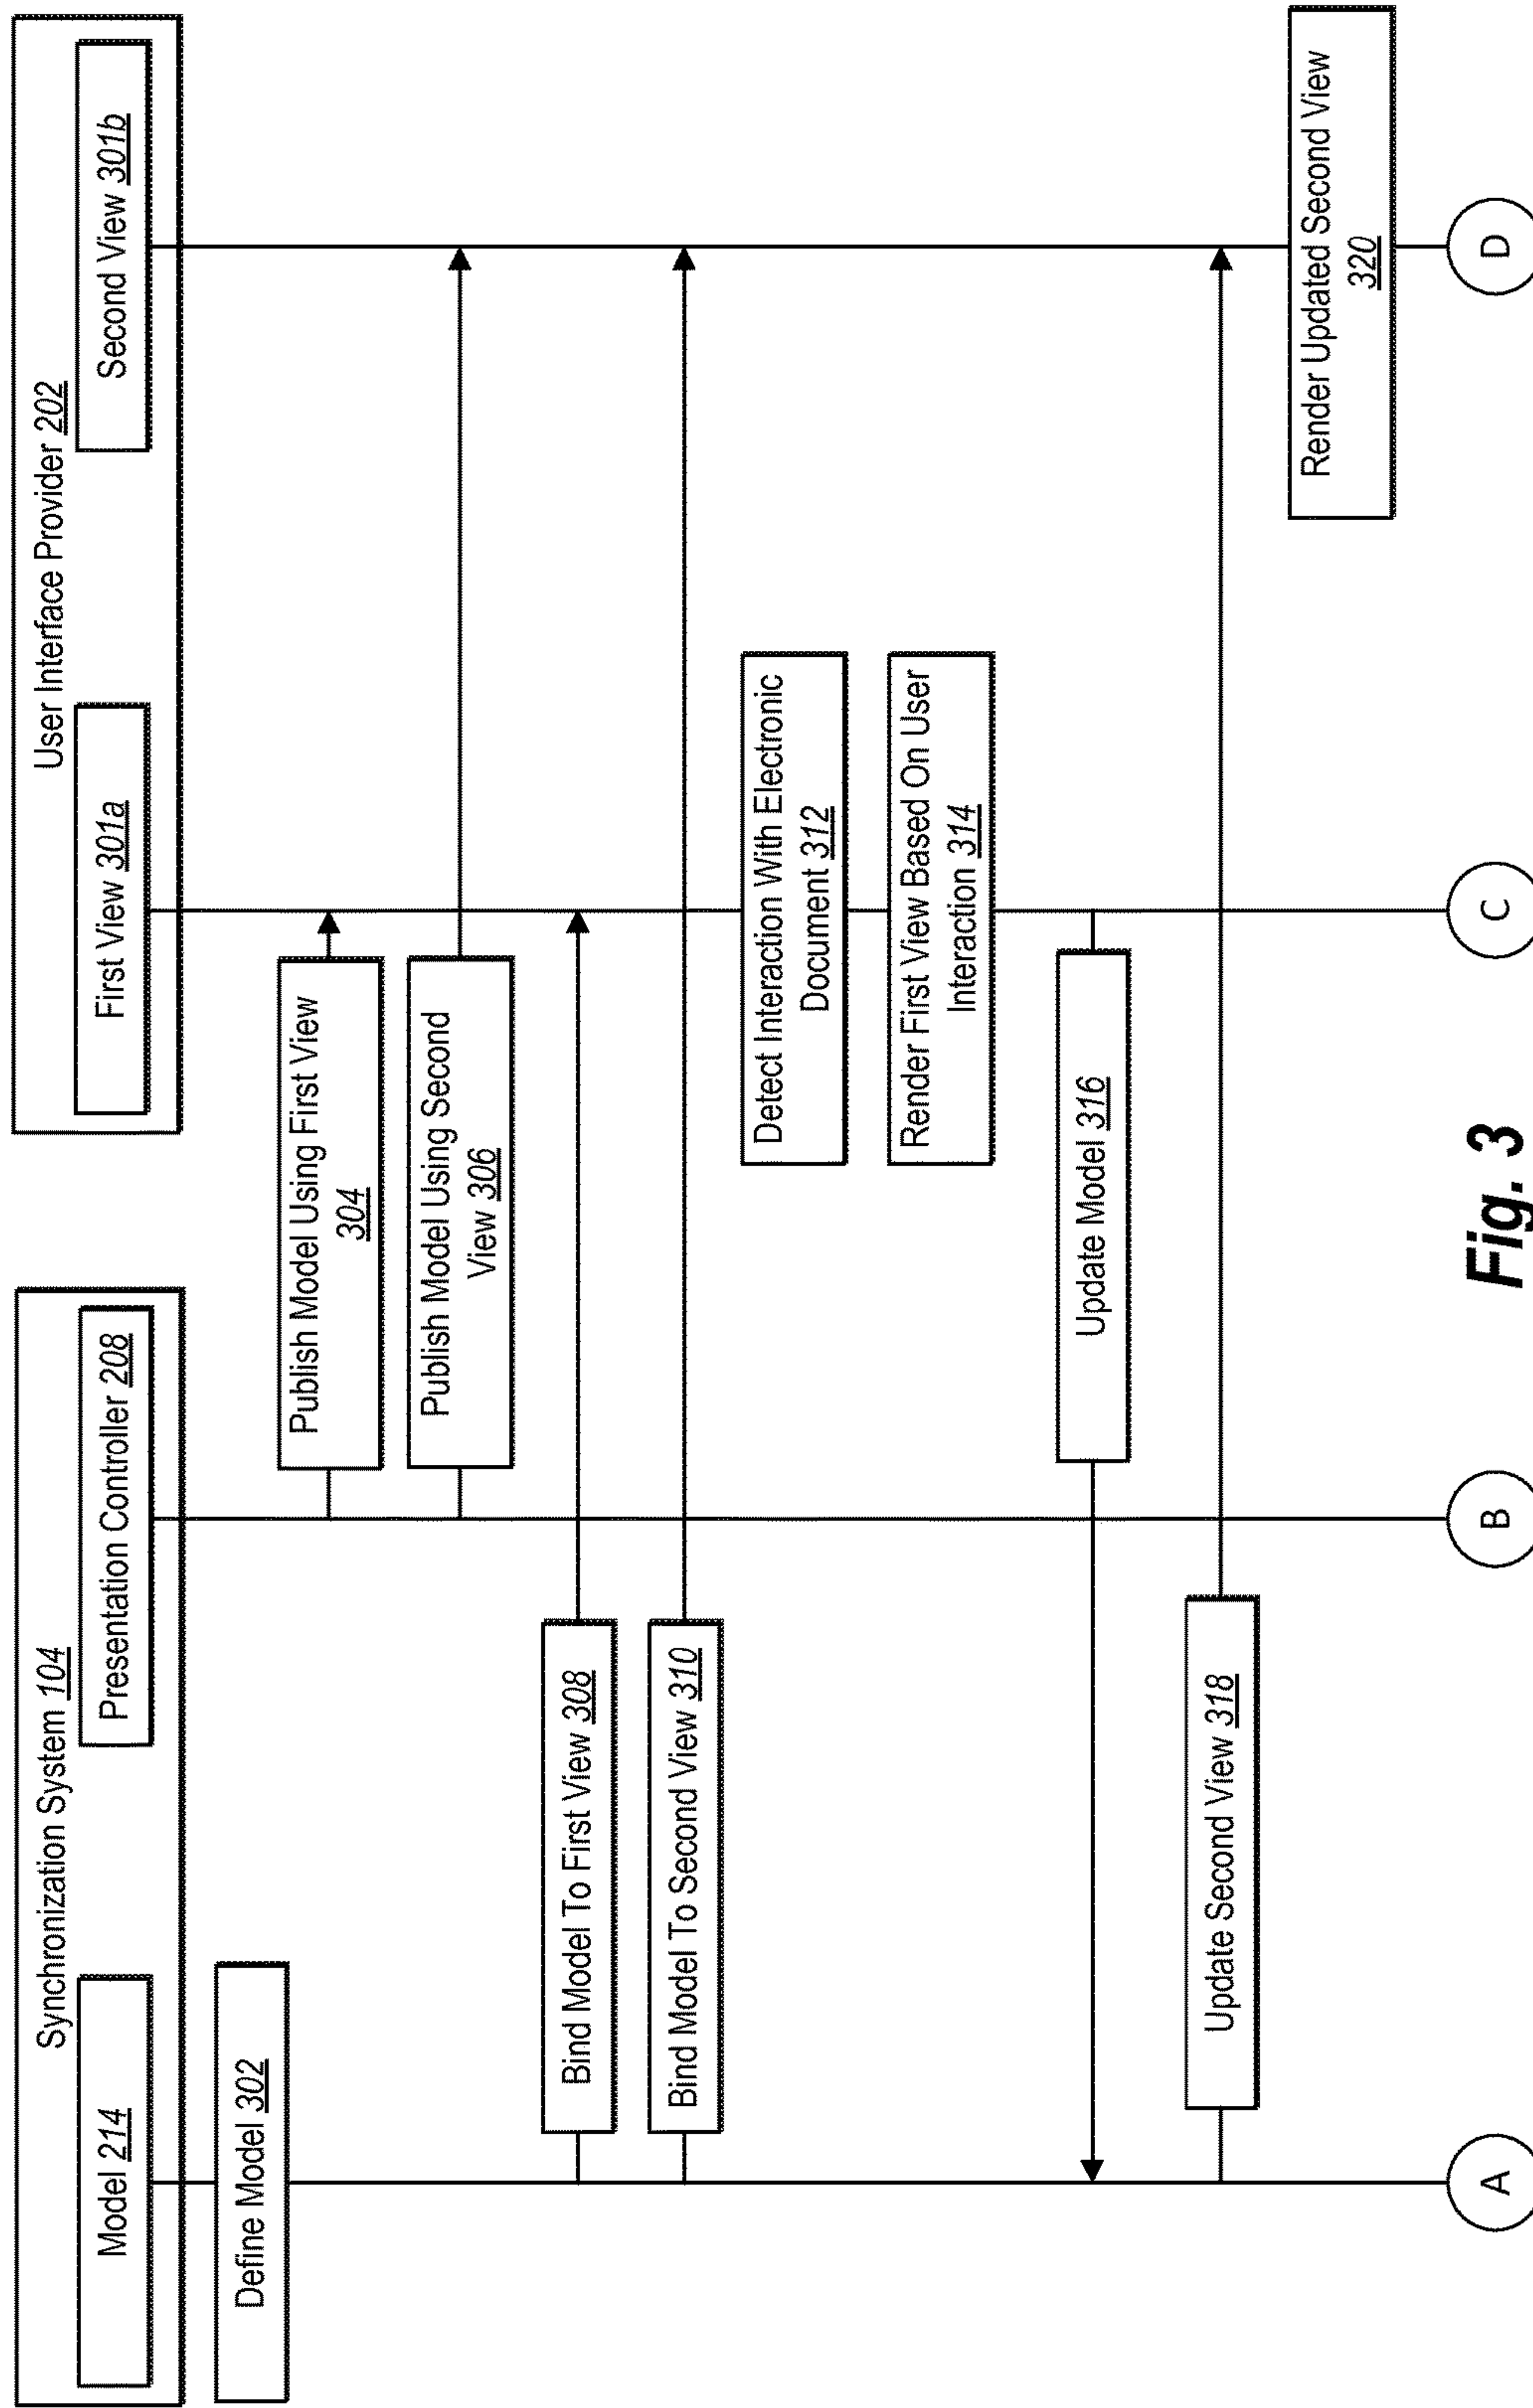 Synchronization System 104
Model 214
Presentation Controller 208
User Interface Provider 202
First View 301a
Second View 301b
Define Model 302
Publish Model Using First View
304
Publish Model Using Second
View 306
Bind Model To First View 308
Bind Model To Second View 310
Detect Interaction With Electronic
Document 312
Render First View Based On User
Interaction 314
Update Model 316
Update Second View 318
Render Updated Second View
320
A
B
C
D
Fig. 3